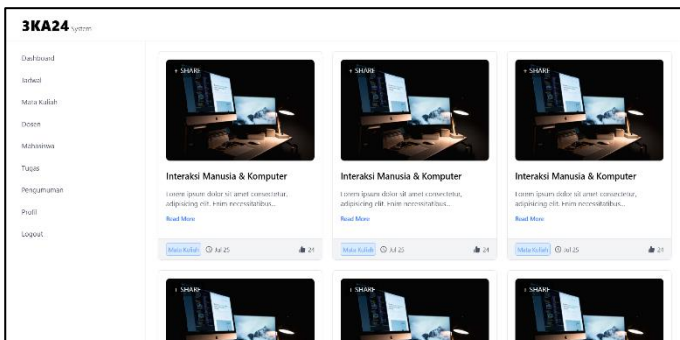 3KA24 System
Dashboard
Jadwal
Mata Kuliah
Dosen
Mahasiswa
Tugas
Pengumuman
Profil
Logout
+ SHARE
+ SHARE
+ SHARE
Interaksi Manusia & Komputer
Interaksi Manusia & Komputer
Interaksi Manusia & Komputer
Lorem ipsum dolor sit amet consectetur,
adipisicing elit. Enim necessitatibus...
Lorem ipsum dolor sit amet consectetur,
adipisicing elit. Enim necessitatibus...
Lorem ipsum dolor sit amet consectetur,
adipisicing elit. Enim necessitatibus...
Read More
Read More
Read More
Mata Kuliah Jul 25 24
Mata Kuliah Jul 25 24
Mata Kuliah Jul 25 24
+ SHARE
+ SHARE
+ SHARE